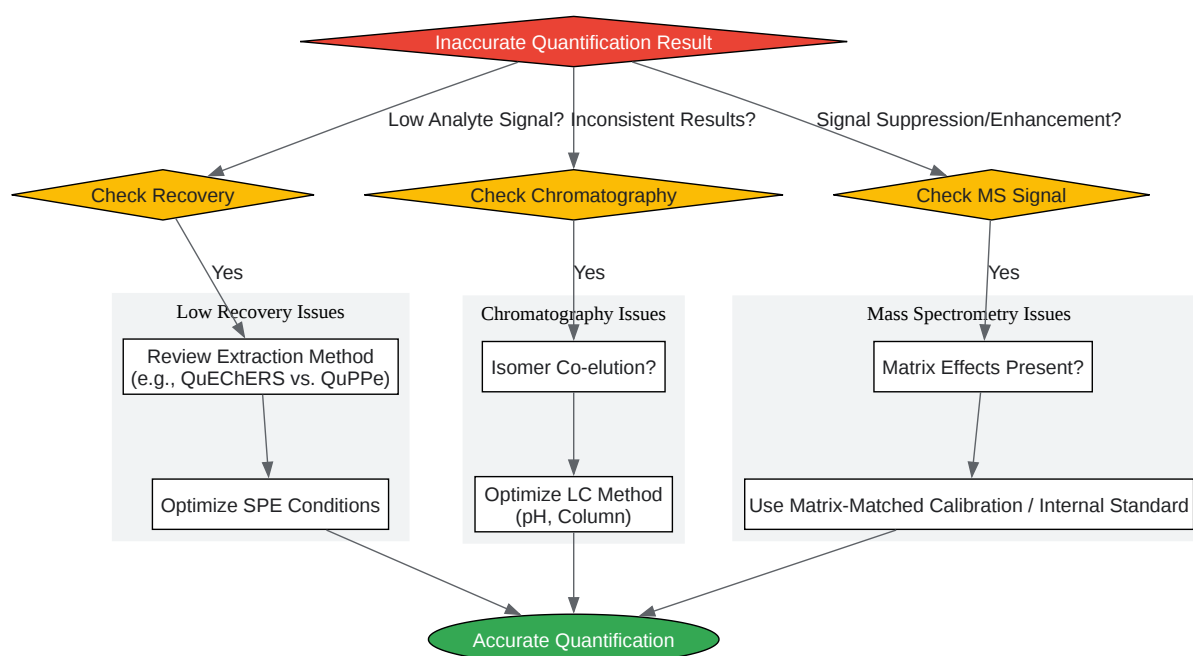 Inaccurate Quantification Result
Low Analyte Signal?
Inconsistent Results?
Signal Suppression/Enhancement?
Check Recovery
Check Chromatography
Check MS Signal
Yes
Yes
Yes
Low Recovery Issues
Chromatography Issues
Mass Spectrometry Issues
Review Extraction Method
(e.g., QuEChERS vs. QuPPe)
Isomer Co-elution?
Matrix Effects Present?
Optimize SPE Conditions
Optimize LC Method
(pH, Column)
Use Matrix-Matched Calibration / Internal Standard
Accurate Quantification